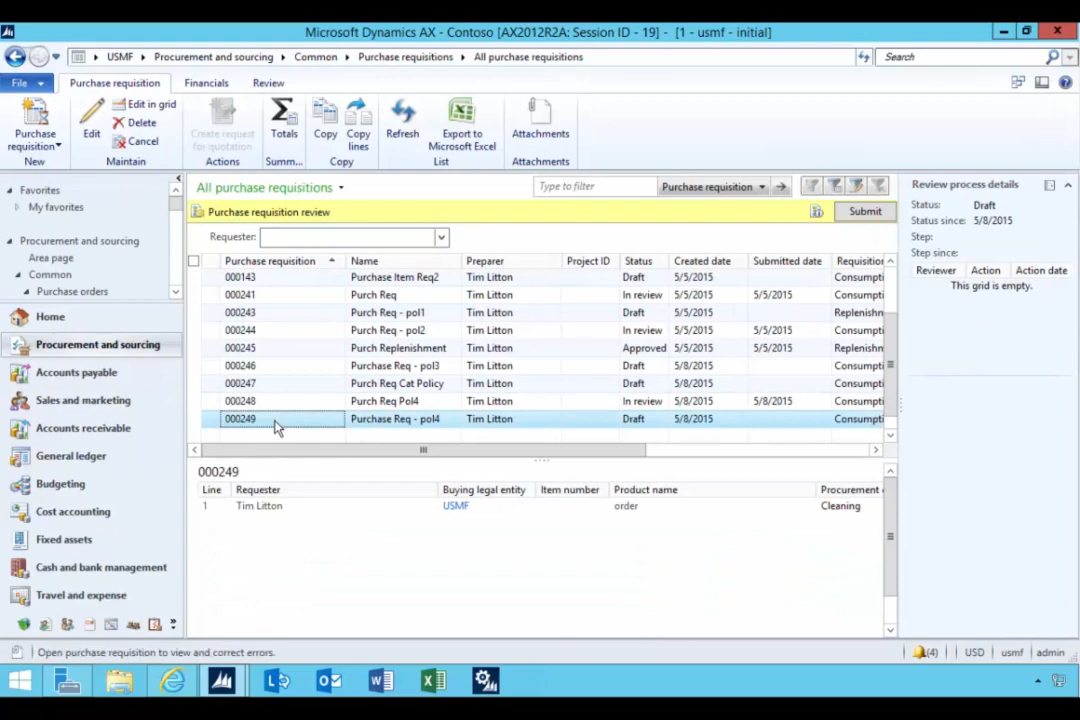 Microsoft Dynamics AX - Contoso [AX2012R2A: Session ID - 19] - [1 - usmf - initial]
USMF Procurement and sourcing Common Purchase requisitions All purchase requisitions Search
File Purchase requisition Financials Review
Purchase requisition
New
Edit
Edit in grid
Delete
Cancel
Maintain
Create request for quotation
Actions
Totals
Summ...
Copy
Copy lines
Copy
Refresh
Export to Microsoft Excel
List
Attachments
Attachments
Favorites
My favorites
Procurement and sourcing
Area page
Common
Purchase orders
Home
Procurement and sourcing
Accounts payable
Sales and marketing
Accounts receivable
General ledger
Budgeting
Cost accounting
Fixed assets
Cash and bank management
Travel and expense
All purchase requisitions Type to filter Purchase requisition
Purchase requisition review Submit
Requester:
Purchase requisition Name Preparer Project ID Status Created date Submitted date Requisition
000143 Purchase Item Req2 Tim Litton Draft 5/5/2015 Consumpti
000241 Purch Req Tim Litton In review 5/5/2015 5/5/2015 Consumpti
000243 Purch Req - pol1 Tim Litton Draft 5/5/2015 Replenishn
000244 Purch Req - pol2 Tim Litton In review 5/5/2015 5/5/2015 Consumpti
000245 Purch Replenishment Tim Litton Approved 5/5/2015 5/5/2015 Replenishn
000246 Purchase Req - pol3 Tim Litton Draft 5/8/2015 Consumpti
000247 Purch Req Cat Policy Tim Litton Draft 5/8/2015 Consumpti
000248 Purch Req Pol4 Tim Litton In review 5/8/2015 5/8/2015 Consumpti
000249 Purchase Req - pol4 Tim Litton Draft 5/8/2015 Consumpti
000249
Line Requester Buying legal entity Item number Product name Procurement
1 Tim Litton USMF order Cleaning
Review process details
Status: Draft
Status since: 5/8/2015
Step:
Step since:
Reviewer Action Action date
This grid is empty.
Open purchase requisition to view and correct errors. (4) USD usmf admin